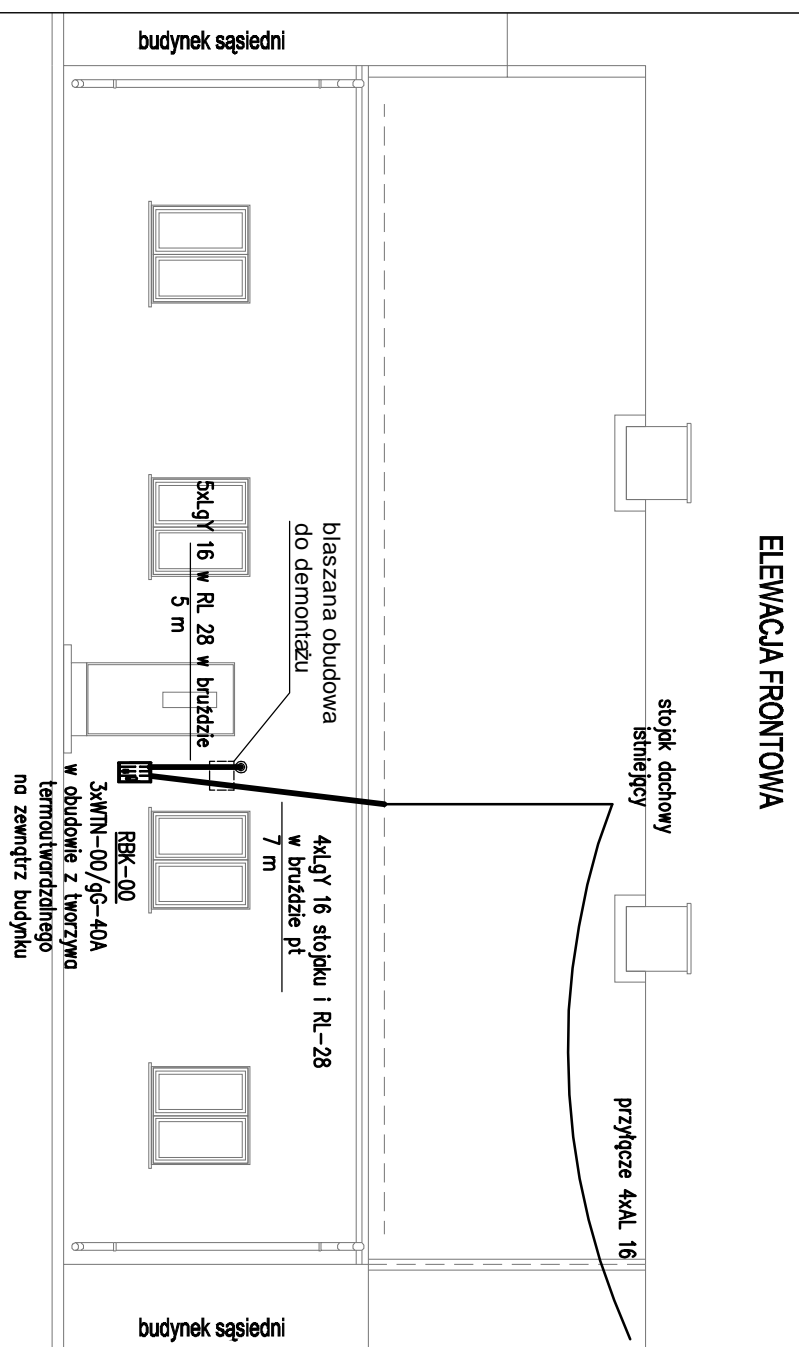 ELEWACJA FRONTOWA
stojak dachowy
istniejący
przyłącze 4xAL 16
blaszana obudowa
do demontażu
4xLgY 16 stojaku i RL-28
w bruździe pt
7 m
5xLgY 16 w RL 28 w bruździe
5 m
RBK-00
3xWTN-00/gG-40A
w obudowie z tworzywa
termoutwardzalnego
na zewnątrz budynku
budynek sąsiedni
budynek sąsiedni